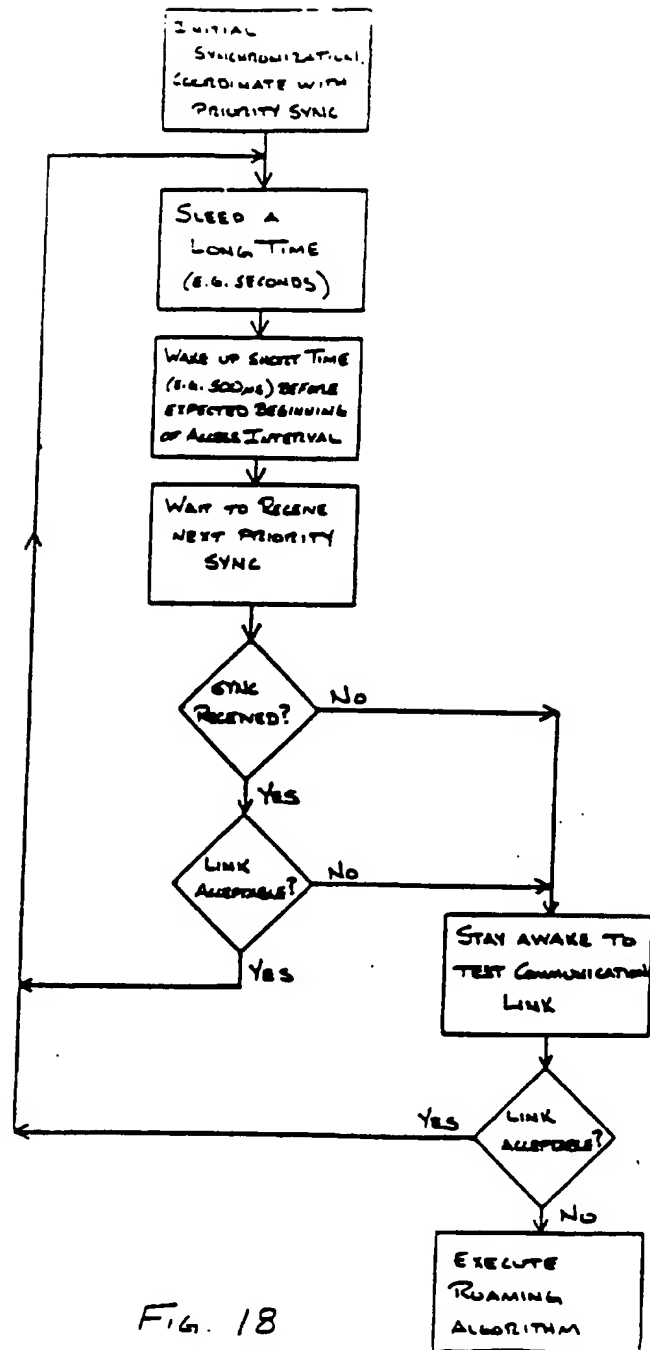 INITIAL
SYNCHRONIZATION,
COORDINATE WITH
PRIORITY SYNC
SLEEP A
LONG TIME
(E.G. SECONDS)
WAKE UP SHORT TIME
(E.G. 500µs) BEFORE
EXPECTED BEGINNING
OF ACCESS INTERVAL
WAIT TO RECEIVE
NEXT PRIORITY
SYNC
SYNC
RECEIVED?
NO
YES
LINK
ACCEPTABLE?
NO
YES
STAY AWAKE TO
TEST COMMUNICATION
LINK
YES
LINK
ACCEPTABLE?
NO
EXECUTE
ROAMING
ALGORITHM
FIG. 18